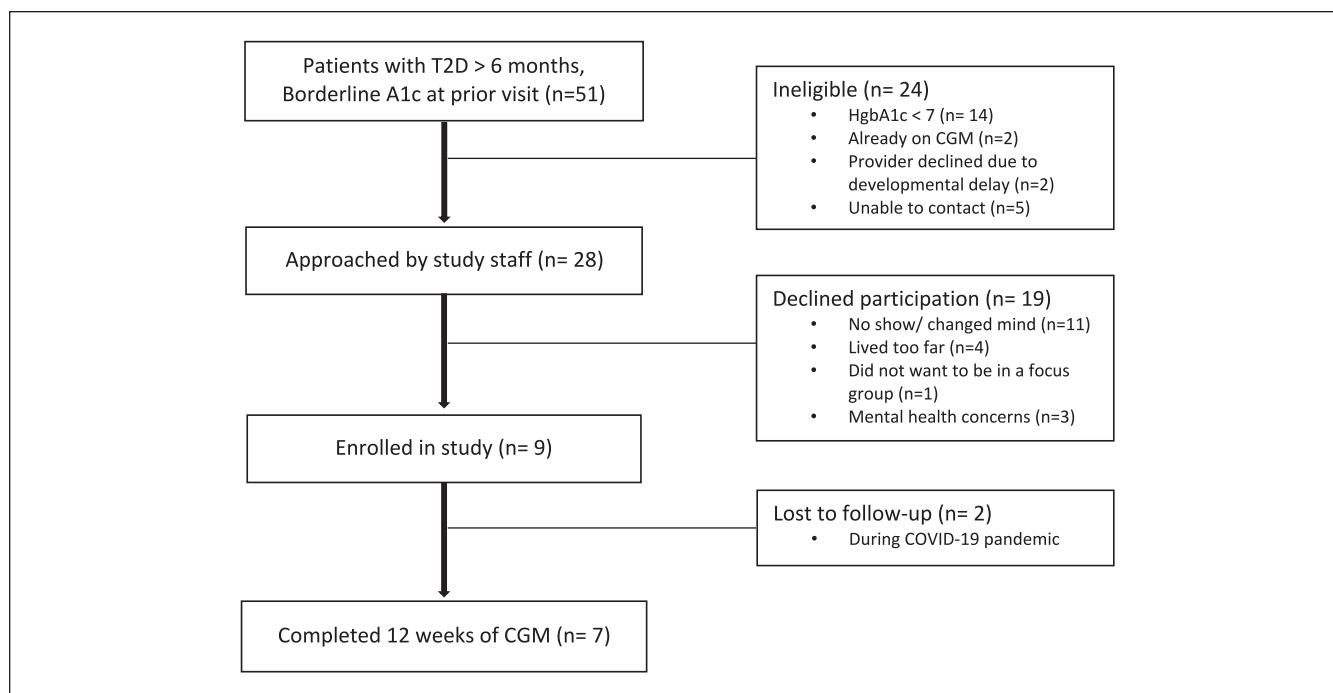 Patients with T2D > 6 months,
Borderline A1c at prior visit (n=51)
Ineligible (n= 24)
• HgbA1c < 7 (n= 14)
• Already on CGM (n=2)
• Provider declined due to
developmental delay (n=2)
• Unable to contact (n=5)
Approached by study staff (n= 28)
Declined participation (n= 19)
• No show/ changed mind (n=11)
• Lived too far (n=4)
• Did not want to be in a focus
group (n=1)
• Mental health concerns (n=3)
Enrolled in study (n= 9)
Lost to follow-up (n= 2)
• During COVID-19 pandemic
Completed 12 weeks of CGM (n= 7)